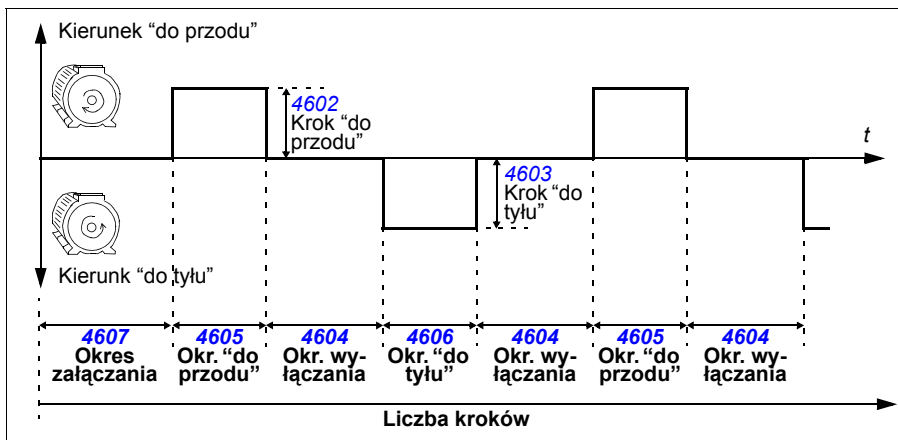 Kierunek “do przodu”
4602
Krok “do
przodu”
t
4603
Krok “do
tyłu”
Kierunk “do tyłu”
4607
Okres
załączania
4605
Okr. “do
przodu”
4604
Okr. wy-
łączania
4606
Okr. “do
tyłu”
4604
Okr. wy-
łączania
4605
Okr. “do
przodu”
4604
Okr. wy-
łączania
Liczba kroków